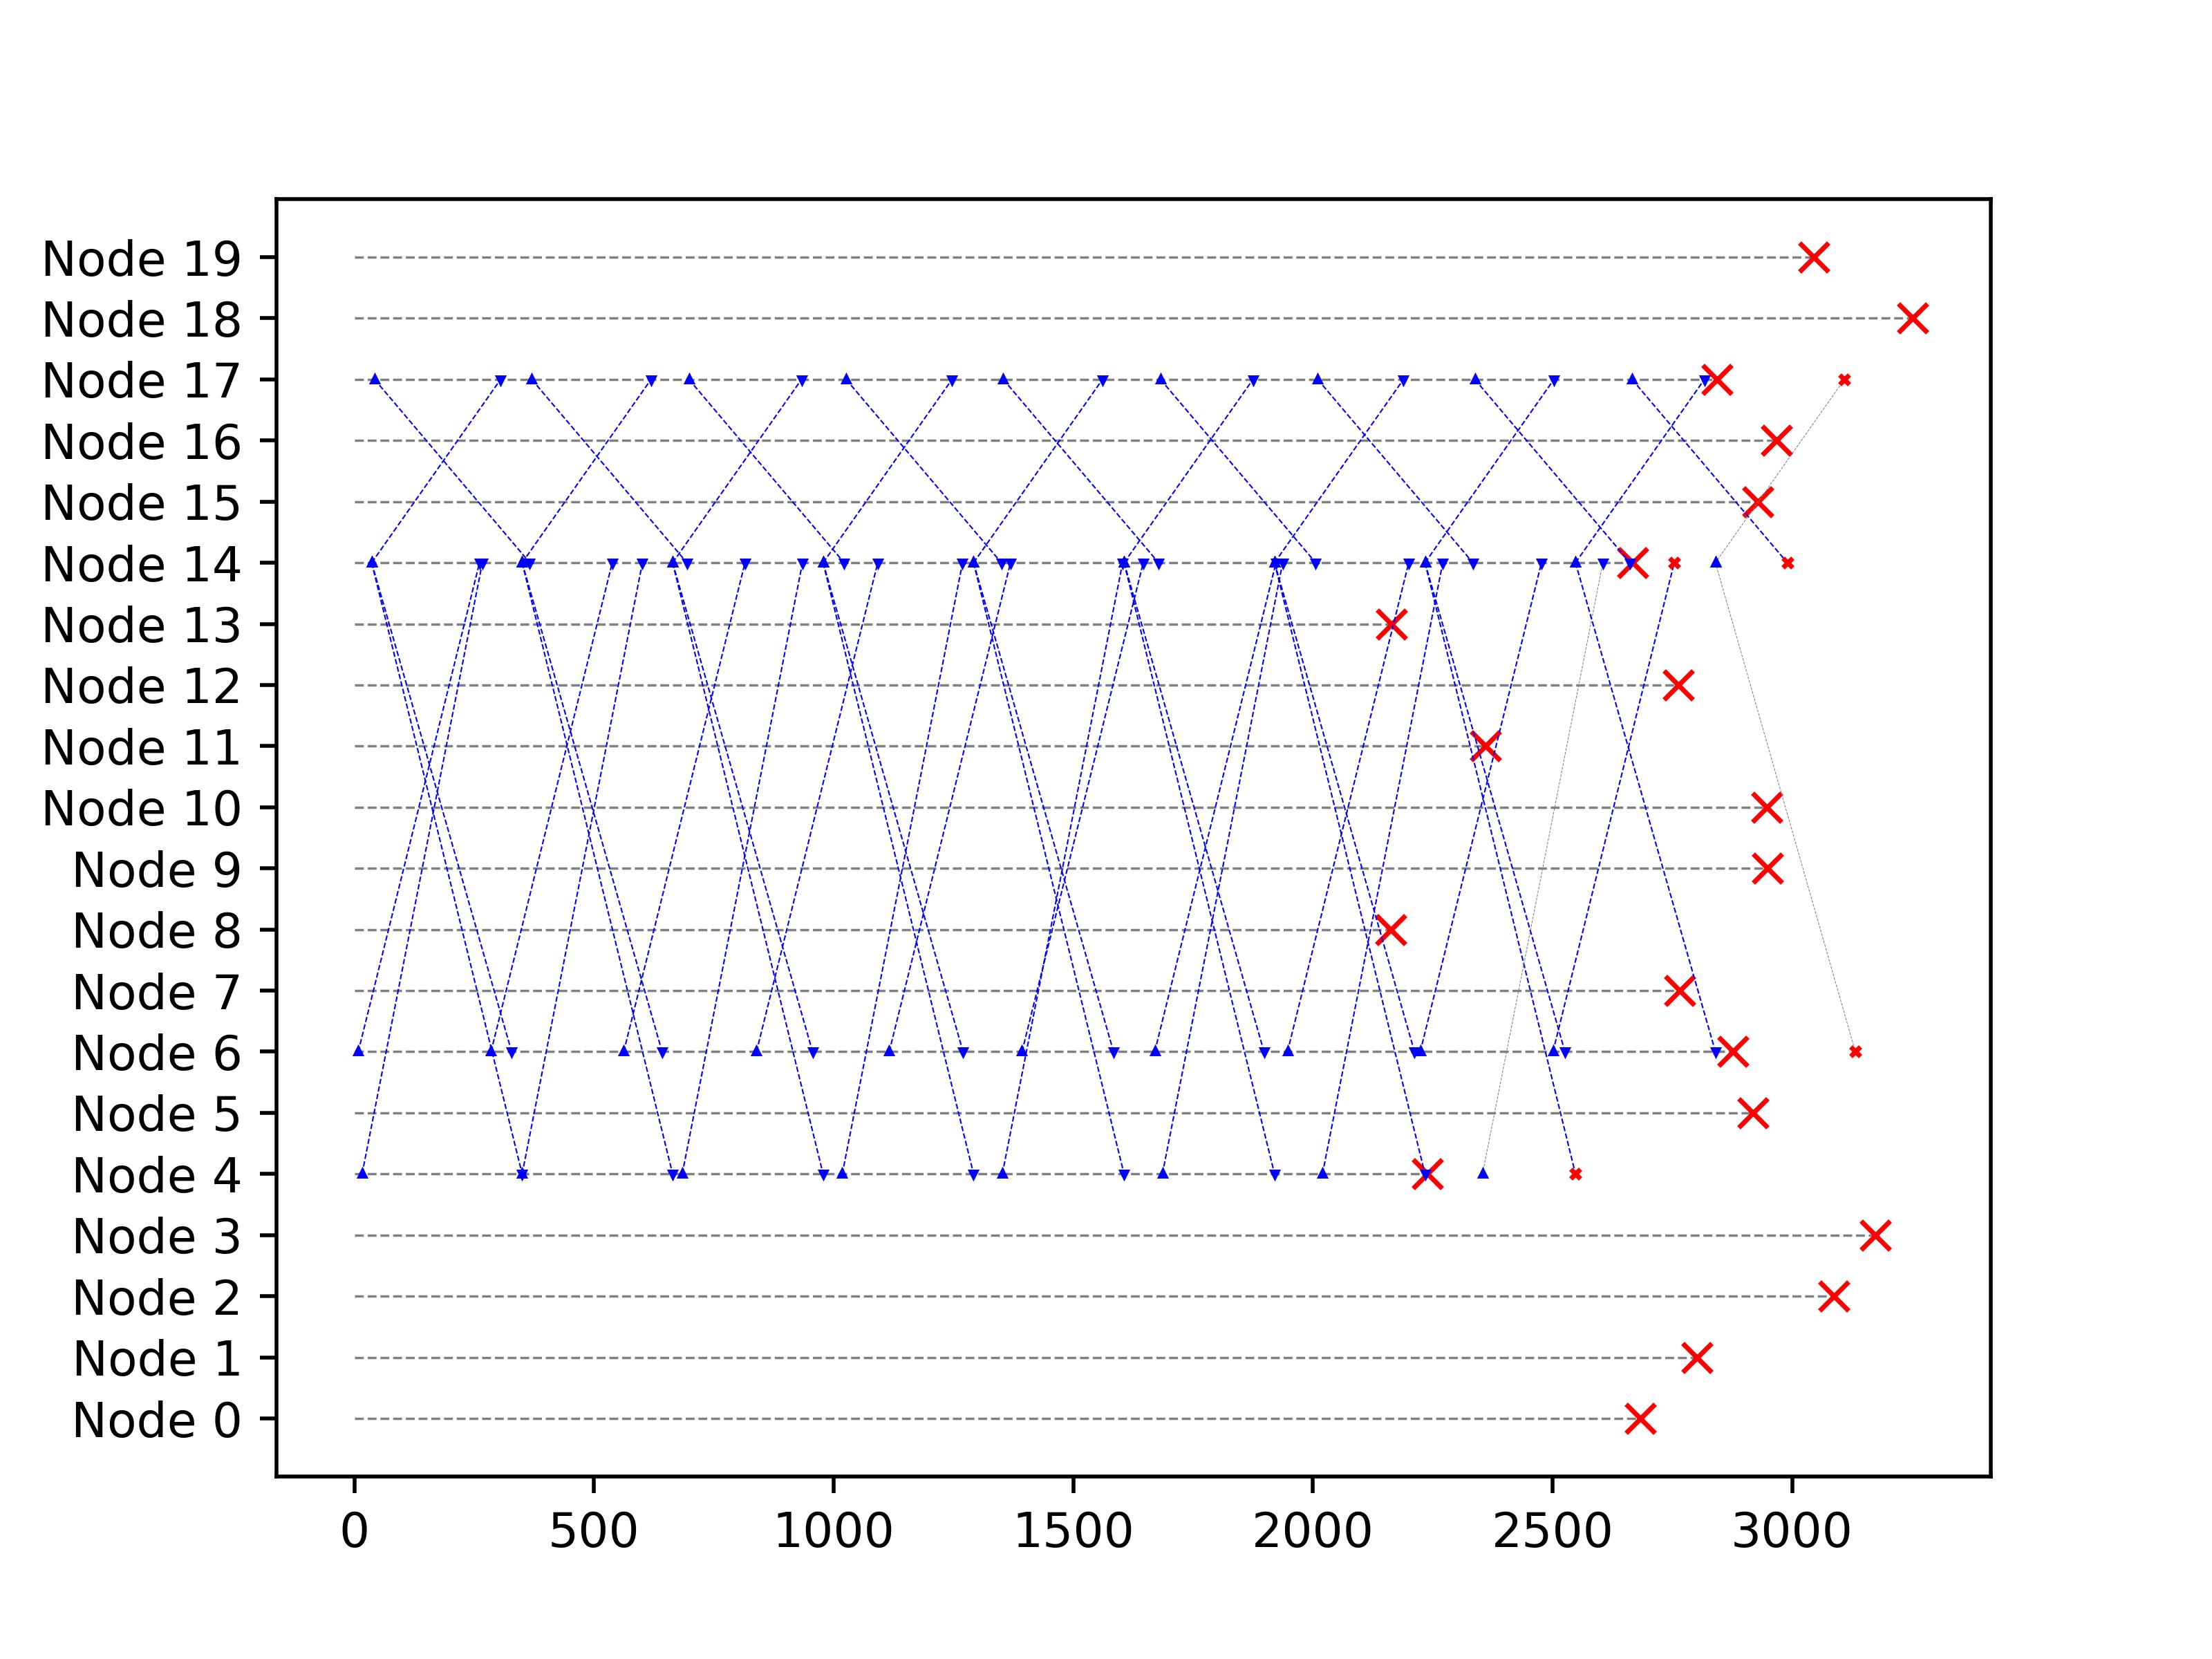 Node 19
Node 18
Node 17
Node 16
Node 15
Node 14
Node 13
Node 12
Node 11
Node 10
Node 9
Node 8
Node 7
Node 6
Node 5
Node 4
Node 3
Node 2
Node 1
Node 0
0 500 1000 1500 2000 2500 3000